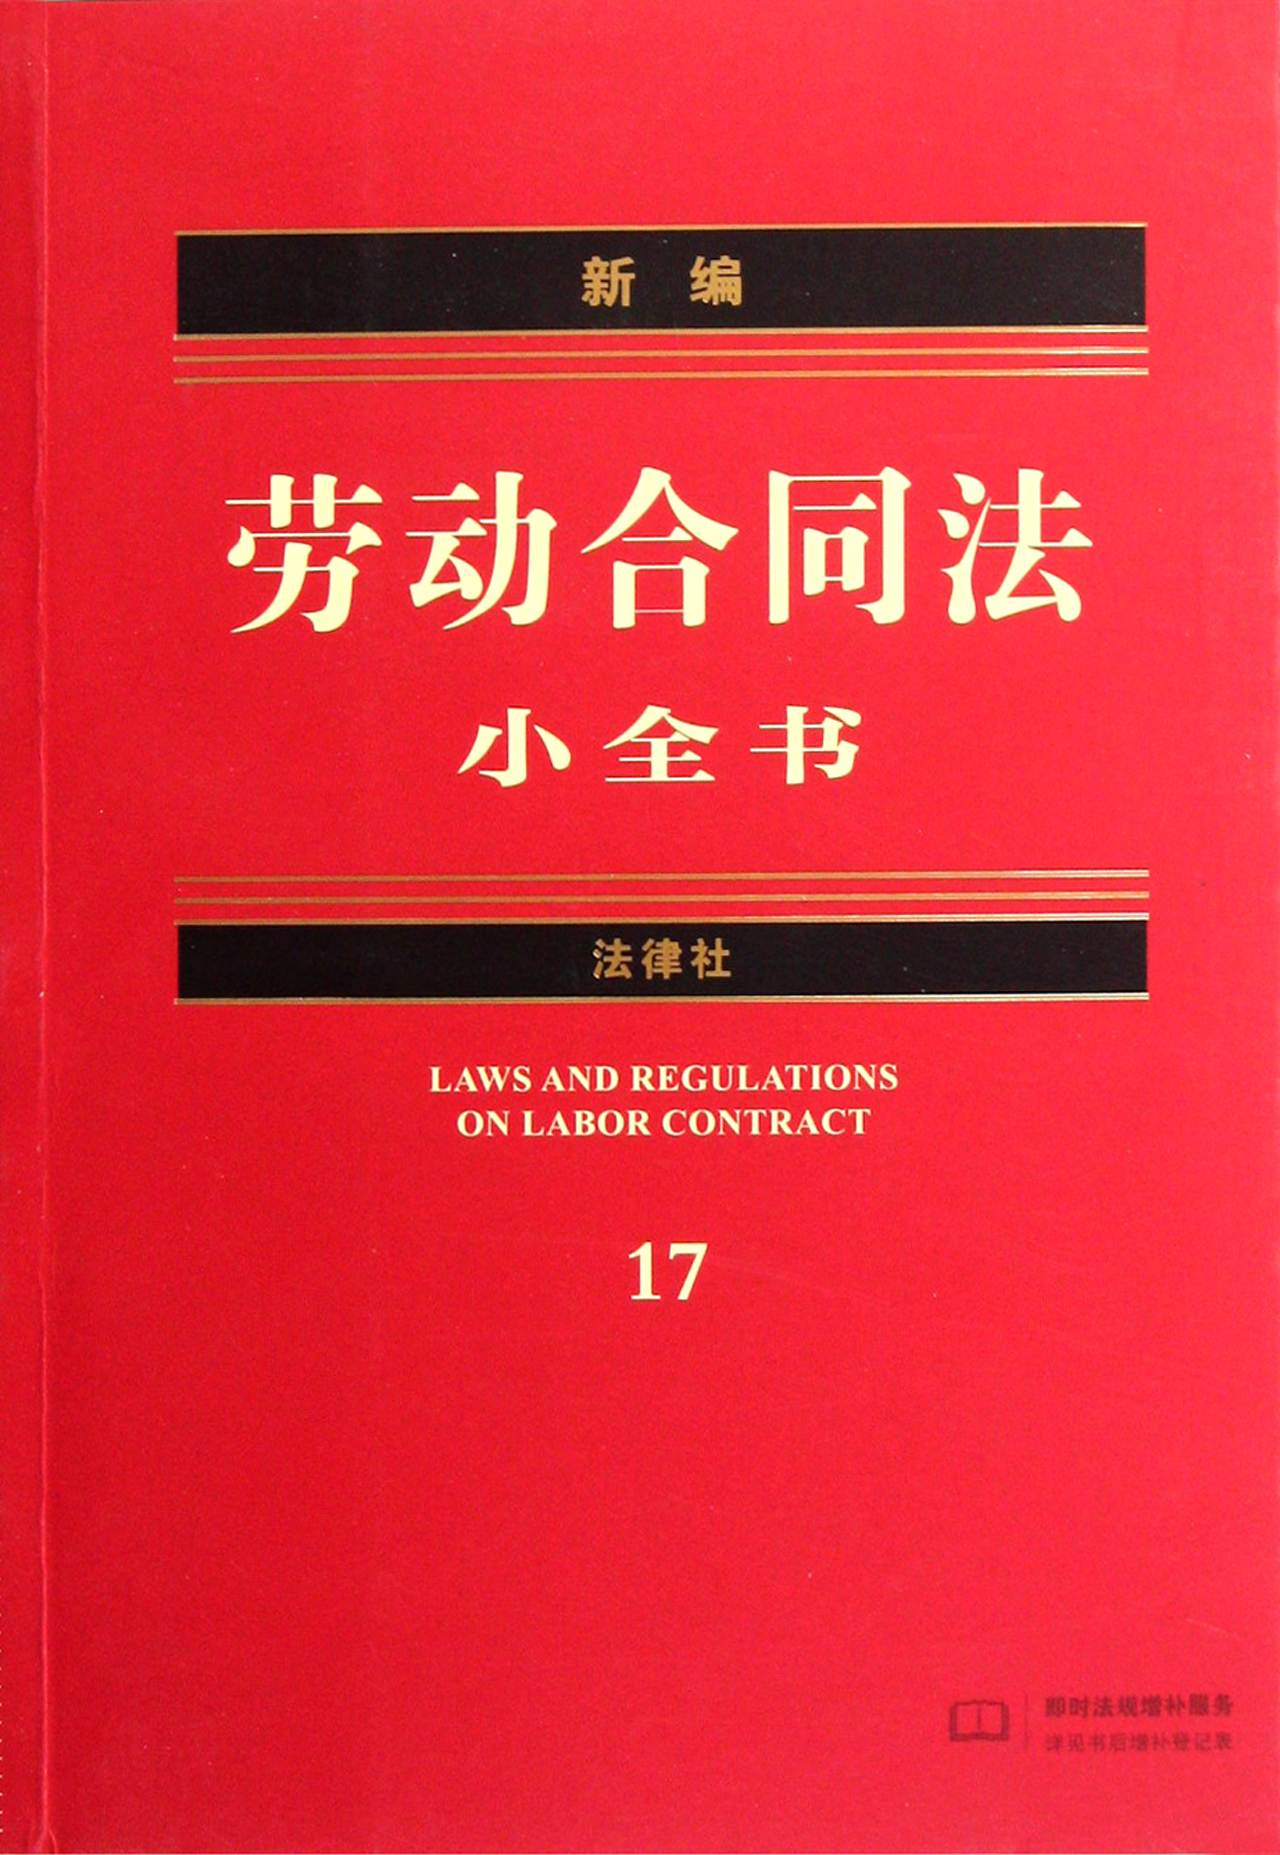 新 编
劳动合同法
小全书
法律社
LAWS AND REGULATIONS
ON LABOR CONTRACT
17
即时法规增补服务
详见书后增补登记表